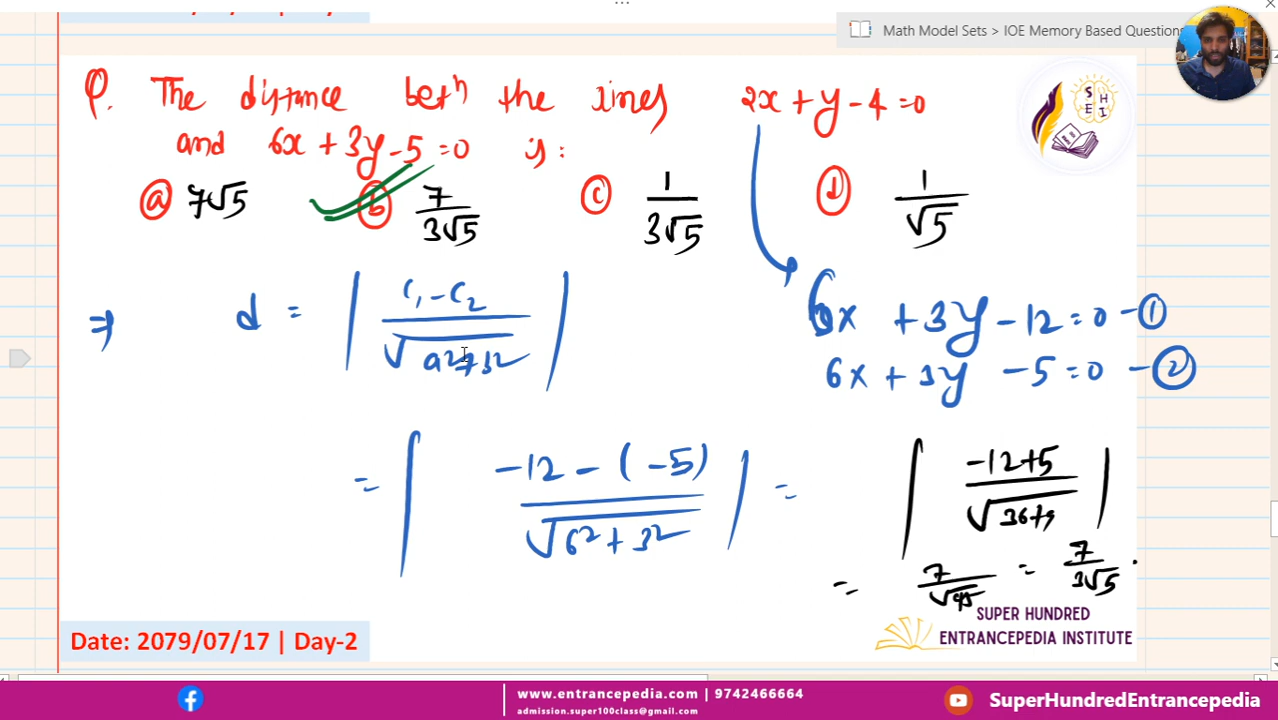 Math Model Sets > IOE Memory Based Questions
Q. The distance betⁿ the lines 2x + y - 4 = 0
and 6x + 3y - 5 = 0 is:
ⓐ 7√5 ⓑ 7/3√5 ⓒ 1/3√5 ⓓ 1/√5
⇒ d = | C₁ - C₂ / √a²+b² |
6x + 3y - 12 = 0 - ①
6x + 3y - 5 = 0 - ②
= | -12 - (-5) / √6² + 3² | = | -12+5 / √36+9 |
= 7/√45 = 7/3√5 .
S H E I
SUPER HUNDRED
ENTRANCEPEDIA INSTITUTE
Date: 2079/07/17 | Day-2
www.entrancepedia.com | 9742466664
admission.super100class@gmail.com
SuperHundredEntrancepedia